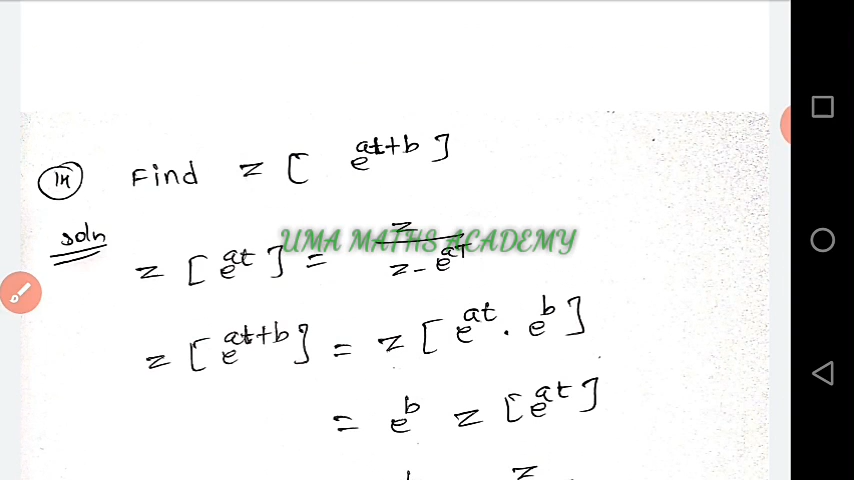 14 Find z [ e^{at+b} ]
soln
UMA MATHS ACADEMY
z [ e^{at} ] = z / (z - e^{aT})
z [ e^{at+b} ] = z [ e^{at} . e^{b} ]
= e^{b} z [ e^{at} ]
b z